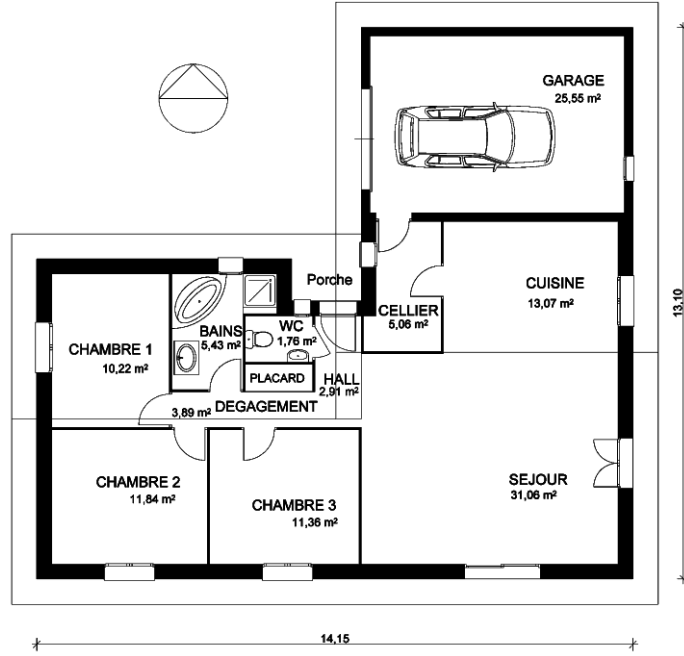 GARAGE
25,55 m²
Porche
CUISINE
13,07 m²
13,10
CELLIER
5,06 m²
BAINS
5,43 m²
WC
1,76 m²
CHAMBRE 1
10,22 m²
PLACARD
HALL
2,91 m²
DEGAGEMENT
3,89 m²
CHAMBRE 2
11,84 m²
CHAMBRE 3
11,36 m²
SEJOUR
31,06 m²
14,15